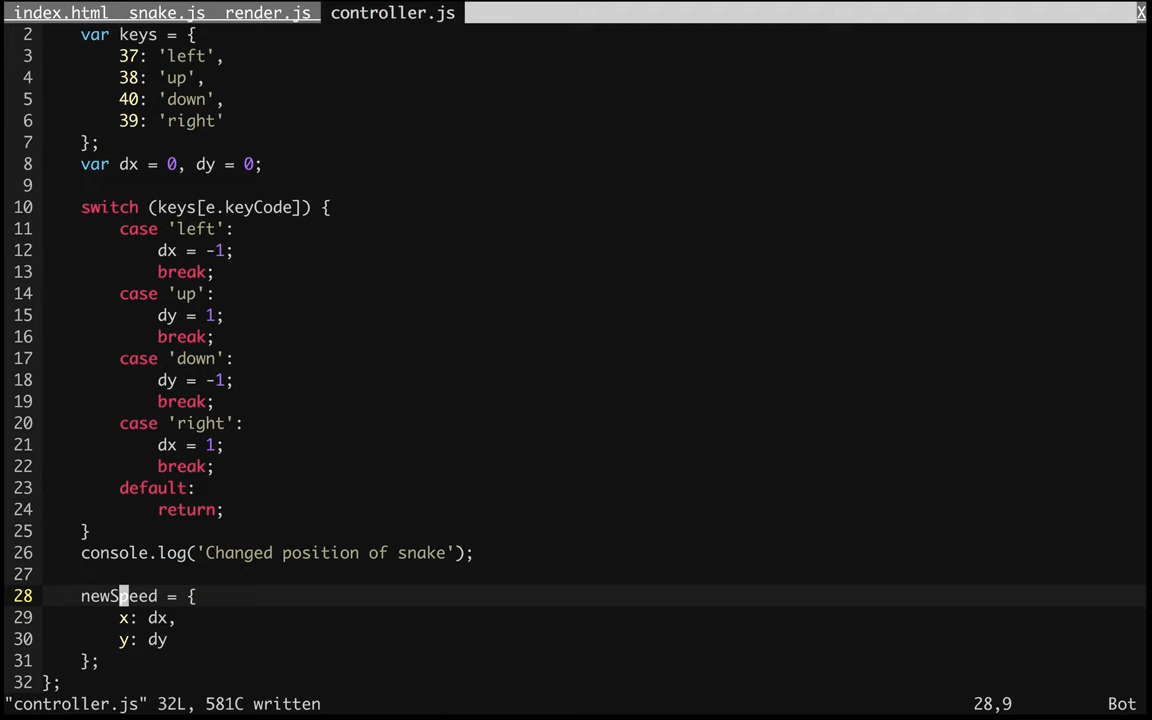 index.html snake.js render.js controller.js X
2 var keys = {
3 37: 'left',
4 38: 'up',
5 40: 'down',
6 39: 'right'
7 };
8 var dx = 0, dy = 0;
9
10 switch (keys[e.keyCode]) {
11 case 'left':
12 dx = -1;
13 break;
14 case 'up':
15 dy = 1;
16 break;
17 case 'down':
18 dy = -1;
19 break;
20 case 'right':
21 dx = 1;
22 break;
23 default:
24 return;
25 }
26 console.log('Changed position of snake');
27
28 newSpeed = {
29 x: dx,
30 y: dy
31 };
32 };
"controller.js" 32L, 581C written 28,9 Bot